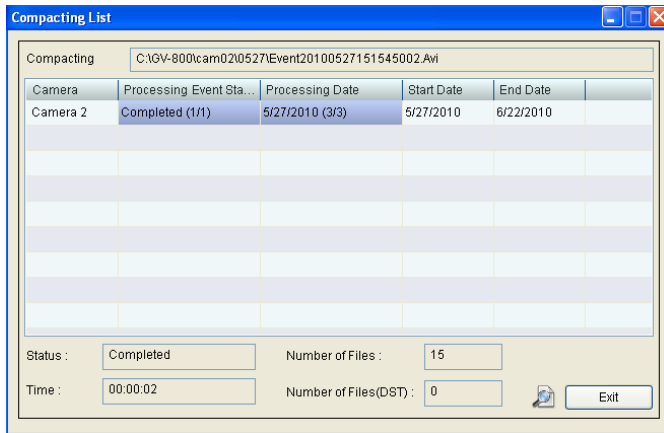 Compacting List
Compacting C:\GV-800\cam02\0527\Event20100527151545002.Avi
Camera Processing Event Sta... Processing Date Start Date End Date
Camera 2 Completed (1/1) 5/27/2010 (3/3) 5/27/2010 6/22/2010
Status : Completed Number of Files : 15
Time : 00:00:02 Number of Files(DST) : 0 Exit